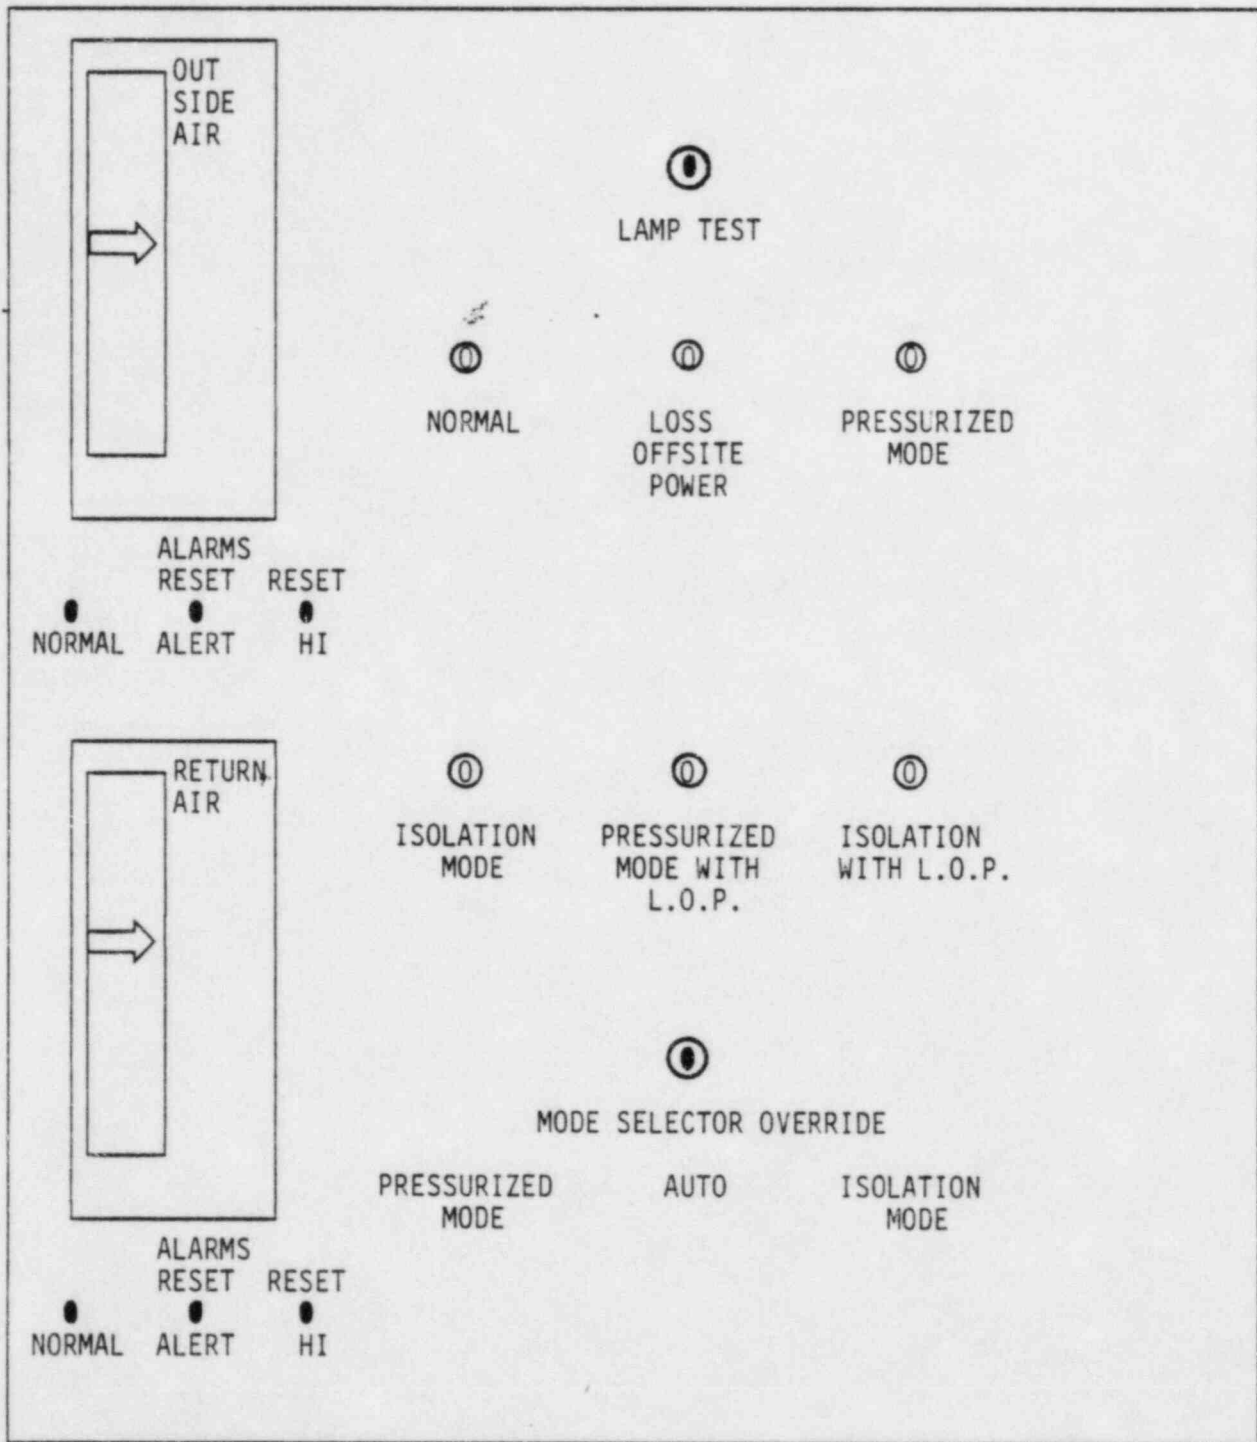 OUT
SIDE
AIR
LAMP TEST
NORMAL
LOSS
OFFSITE
POWER
PRESSURIZED
MODE
ALARMS
RESET RESET
NORMAL ALERT HI
RETURN
AIR
ISOLATION
MODE
PRESSURIZED
MODE WITH
L.O.P.
ISOLATION
WITH L.O.P.
MODE SELECTOR OVERRIDE
PRESSURIZED
MODE
AUTO
ISOLATION
MODE
ALARMS
RESET RESET
NORMAL ALERT HI